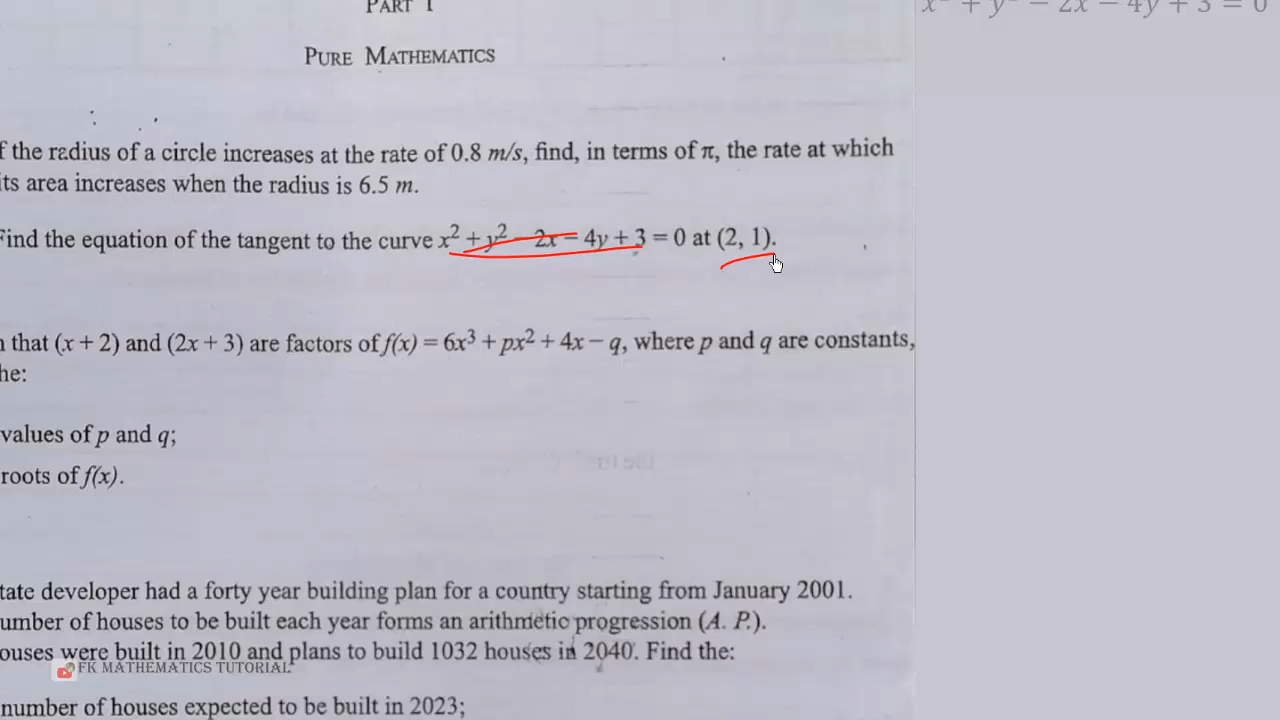 PART I
x² + y² − 2x − 4y + 3 = 0
PURE MATHEMATICS
f the radius of a circle increases at the rate of 0.8 m/s, find, in terms of π, the rate at which
its area increases when the radius is 6.5 m.
Find the equation of the tangent to the curve x² + y² − 2x − 4y + 3 = 0 at (2, 1).
n that (x + 2) and (2x + 3) are factors of f(x) = 6x³ + px² + 4x − q, where p and q are constants,
he:
values of p and q;
roots of f(x).
tate developer had a forty year building plan for a country starting from January 2001.
umber of houses to be built each year forms an arithmetic progression (A. P.).
ouses were built in 2010 and plans to build 1032 houses in 2040. Find the:
FK MATHEMATICS TUTORIAL
number of houses expected to be built in 2023;